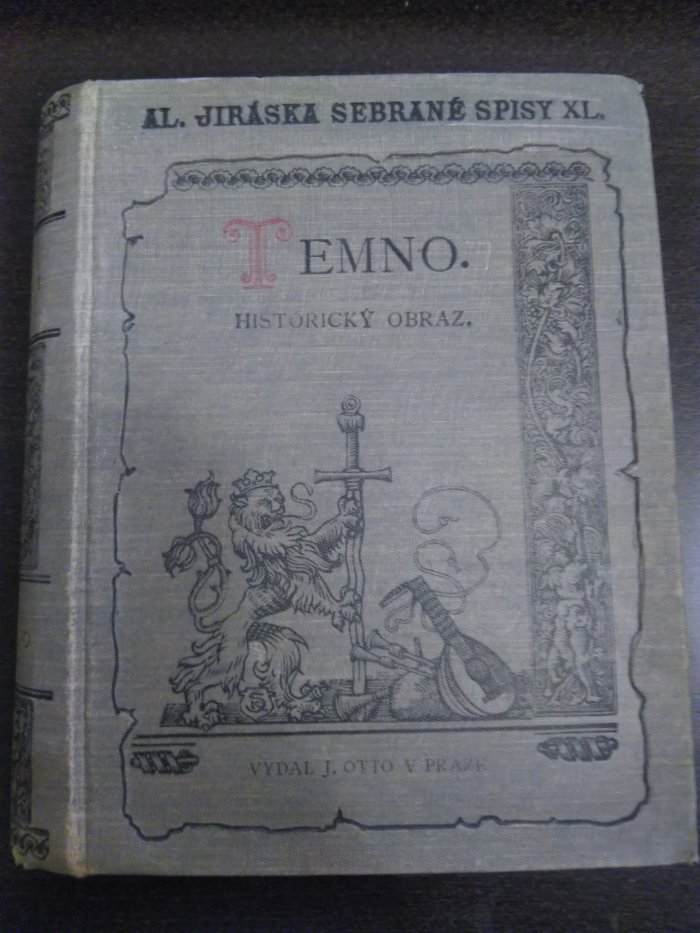 AL. JIRÁSKA SEBRANÉ SPISY XL.
TEMNO.
HISTORICKÝ OBRAZ.
VYDAL J. OTTO V PRAZE